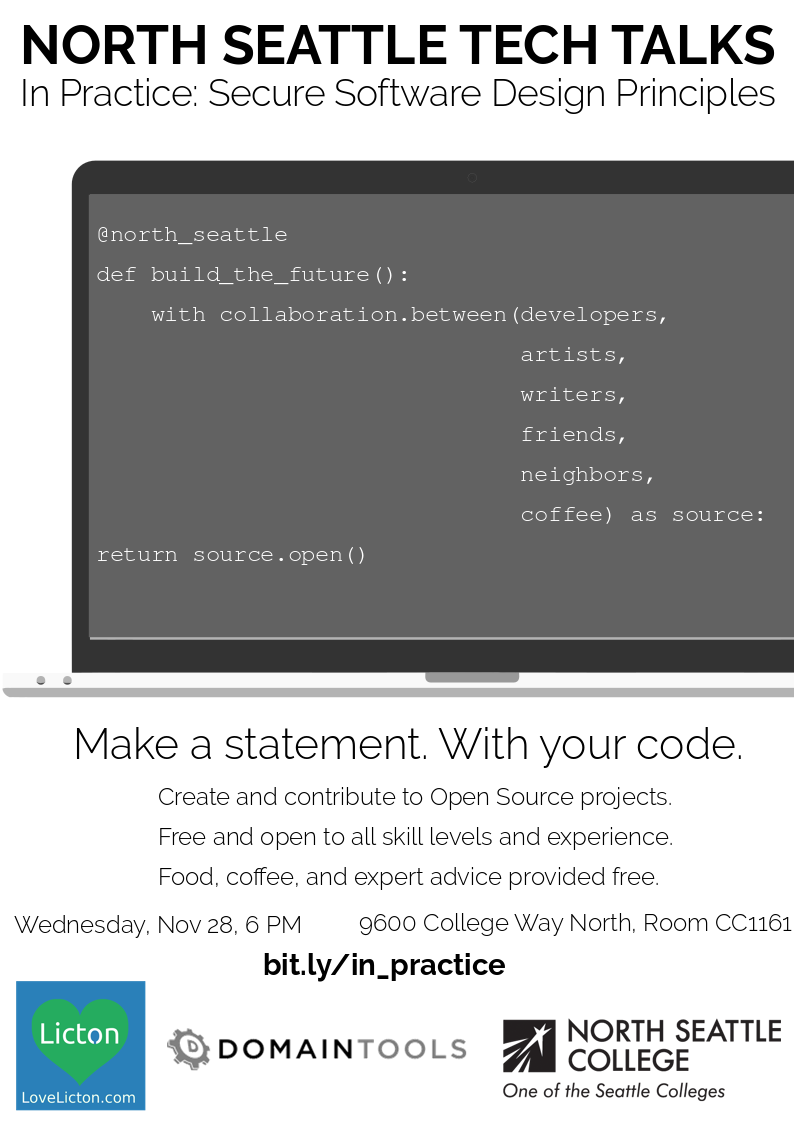 NORTH SEATTLE TECH TALKS
In Practice: Secure Software Design Principles
@north_seattle
def build_the_future():
    with collaboration.between(developers,
                               artists,
                               writers,
                               friends,
                               neighbors,
                               coffee) as source:
return source.open()
Make a statement. With your code.
Create and contribute to Open Source projects.
Free and open to all skill levels and experience.
Food, coffee, and expert advice provided free.
Wednesday, Nov 28, 6 PM
9600 College Way North, Room CC1161
bit.ly/in_practice
Licton
LoveLicton.com
D DOMAINTOOLS
NORTH SEATTLE
COLLEGE
One of the Seattle Colleges